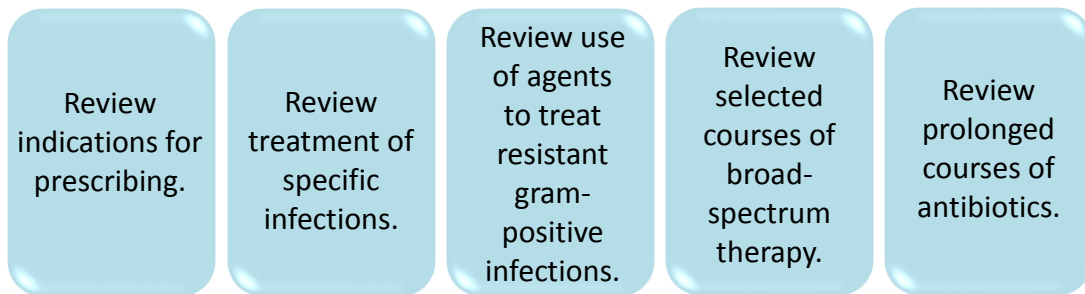 Review
indications for
prescribing.
Review
treatment of
specific
infections.
Review use
of agents
to treat
resistant
gram-
positive
infections.
Review
selected
courses of
broad-
spectrum
therapy.
Review
prolonged
courses of
antibiotics.